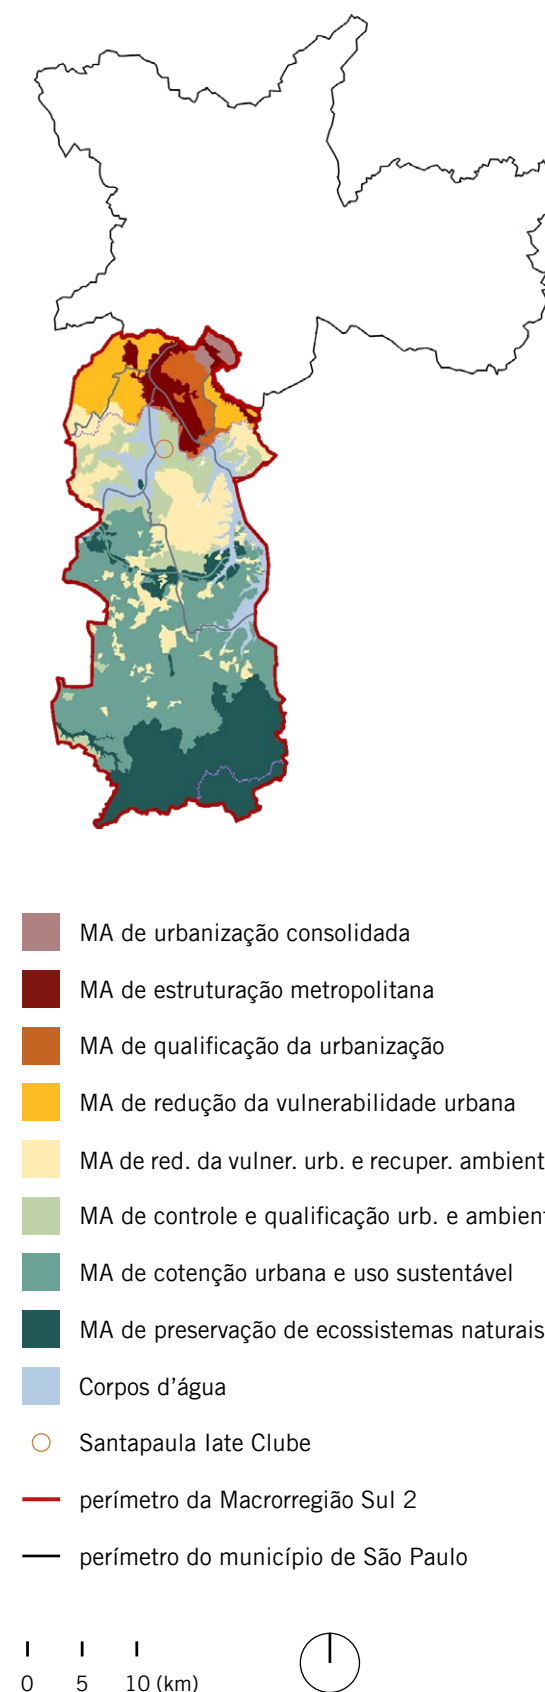 MA de urbanização consolidada
MA de estruturação metropolitana
MA de qualificação da urbanização
MA de redução da vulnerabilidade urbana
MA de red. da vulner. urb. e recuper. ambient
MA de controle e qualificação urb. e ambient
MA de cotenção urbana e uso sustentável
MA de preservação de ecossistemas naturais
Corpos d'água
Santapaula Iate Clube
perímetro da Macrorregião Sul 2
perímetro do município de São Paulo
0 5 10 (km)